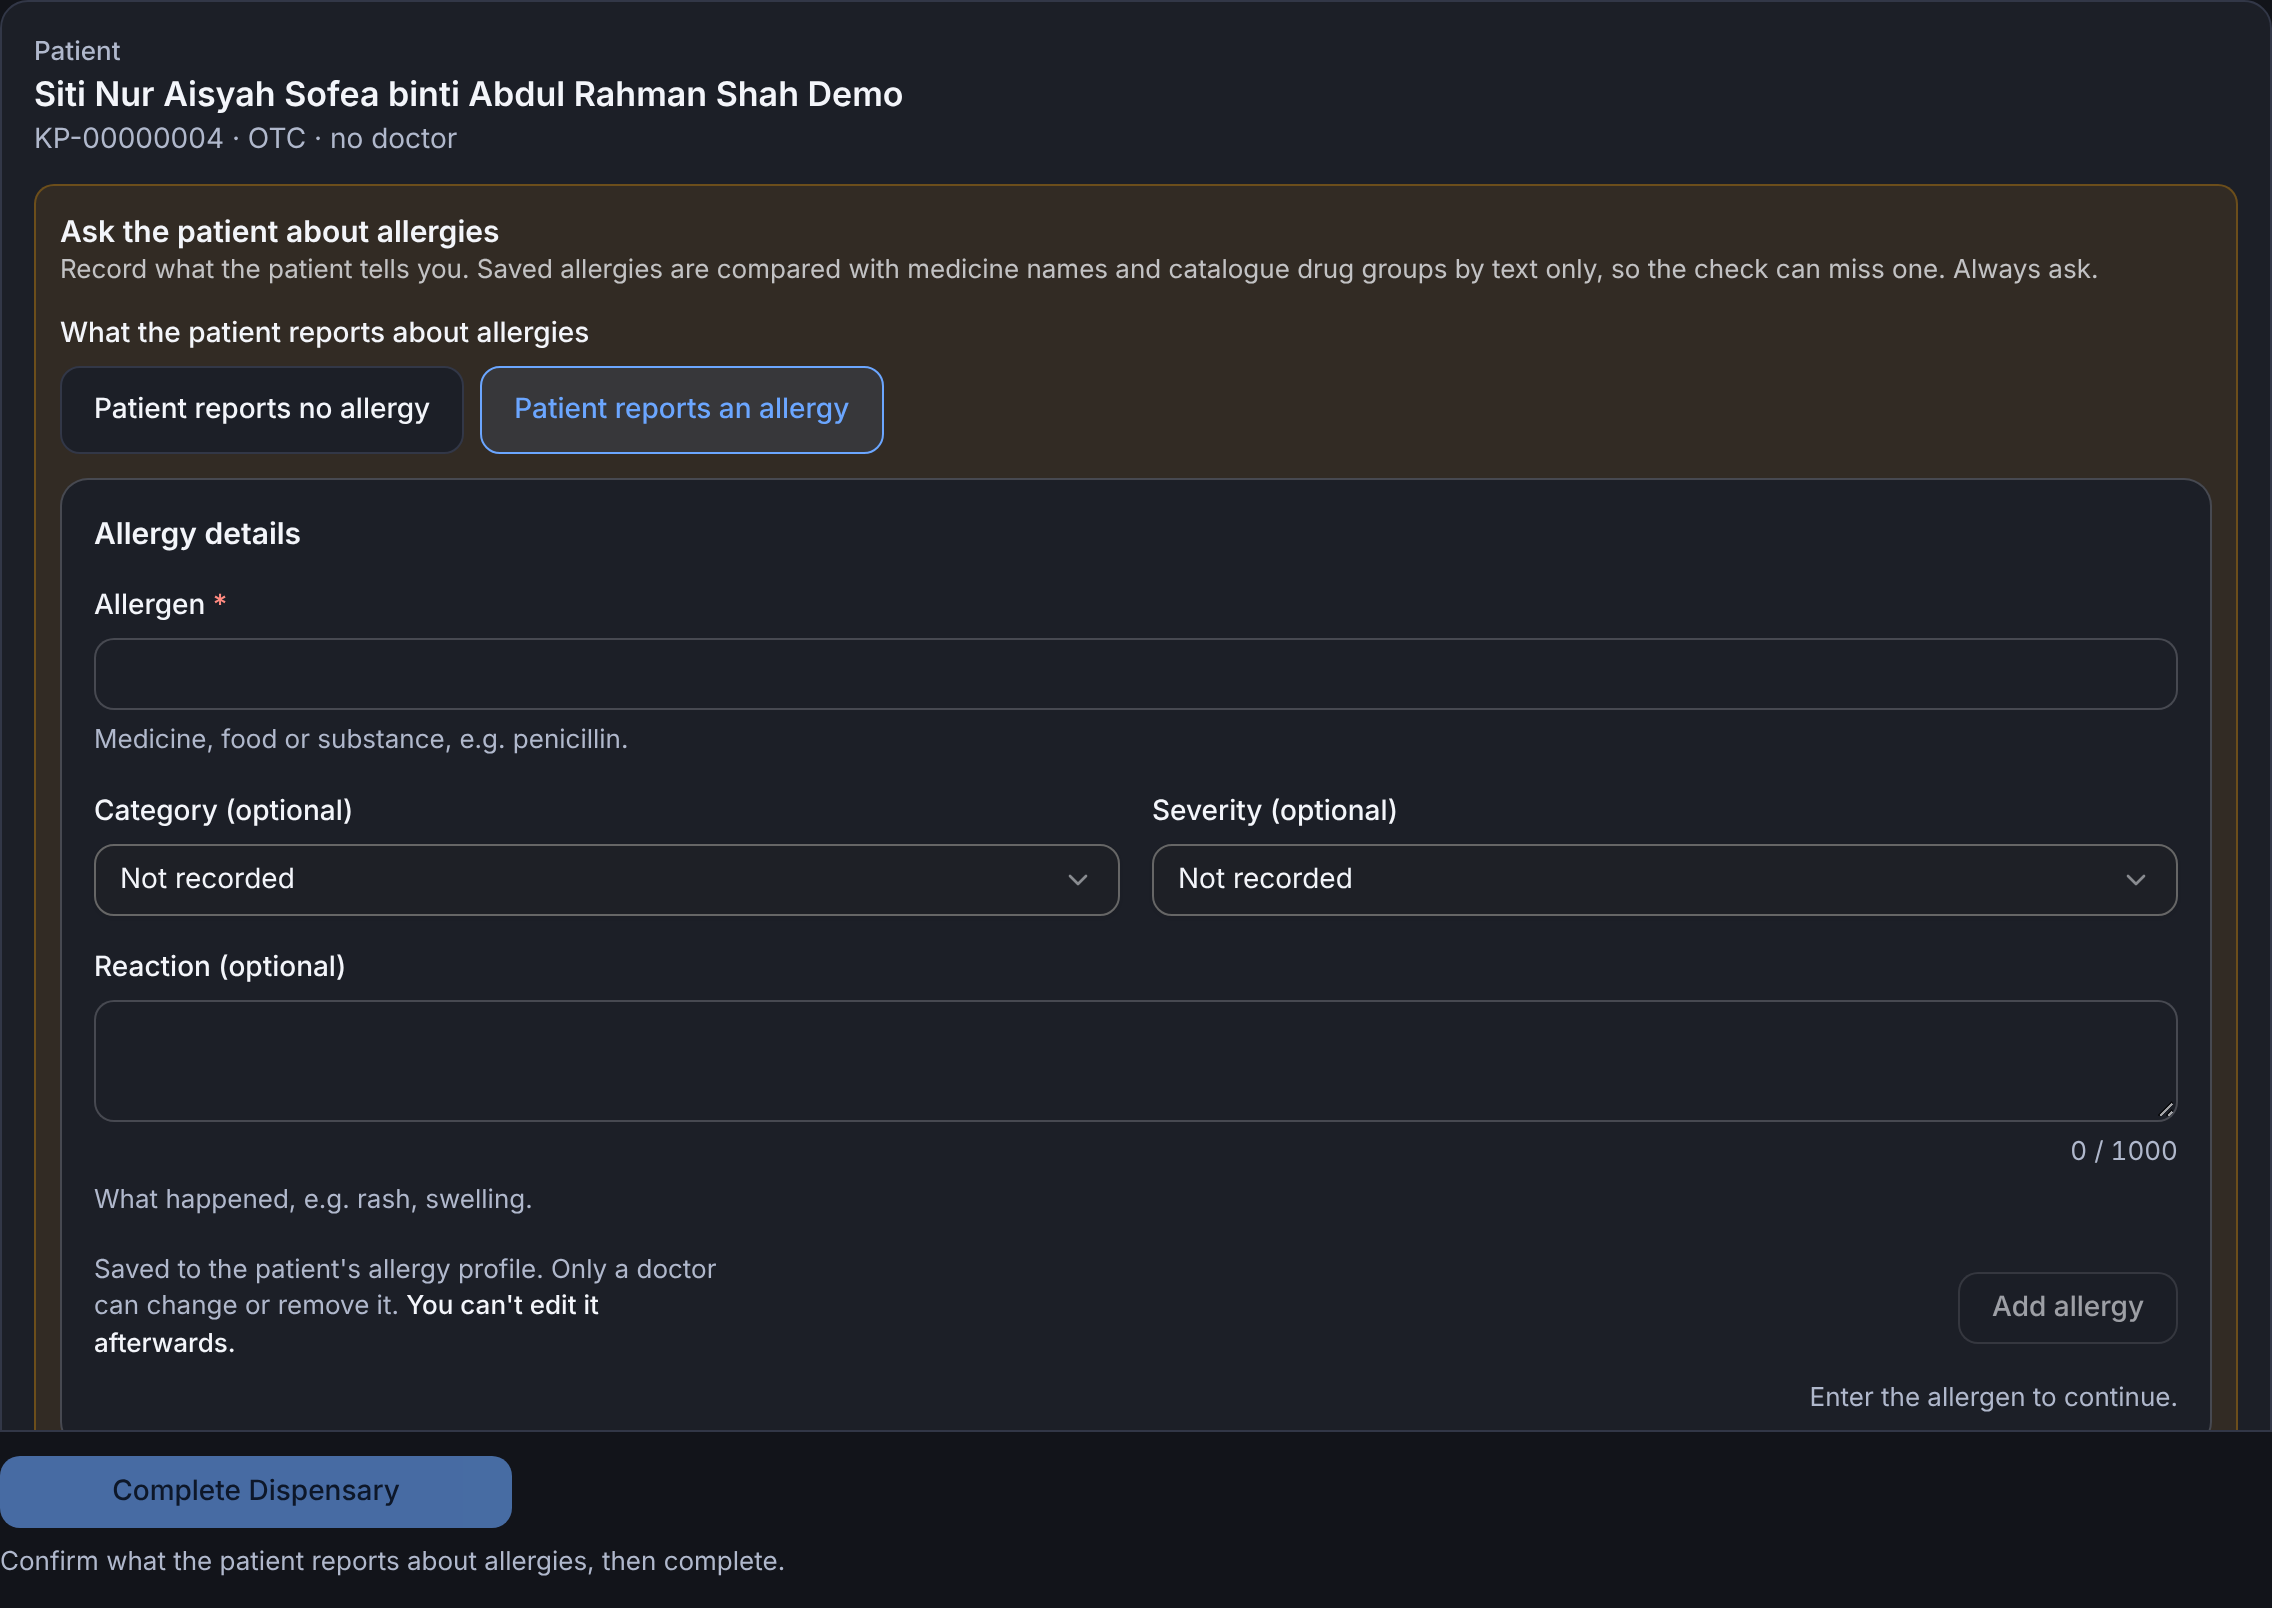 Patient
Siti Nur Aisyah Sofea binti Abdul Rahman Shah Demo
KP-00000004 · OTC · no doctor
Ask the patient about allergies
Record what the patient tells you. Saved allergies are compared with medicine names and catalogue drug groups by text only, so the check can miss one. Always ask.
What the patient reports about allergies
Patient reports no allergy
Patient reports an allergy
Allergy details
Allergen *
Medicine, food or substance, e.g. penicillin.
Category (optional)
Severity (optional)
Not recorded
Not recorded
Reaction (optional)
0 / 1000
What happened, e.g. rash, swelling.
Saved to the patient's allergy profile. Only a doctor
can change or remove it. You can't edit it
afterwards.
Add allergy
Enter the allergen to continue.
Complete Dispensary
Confirm what the patient reports about allergies, then complete.